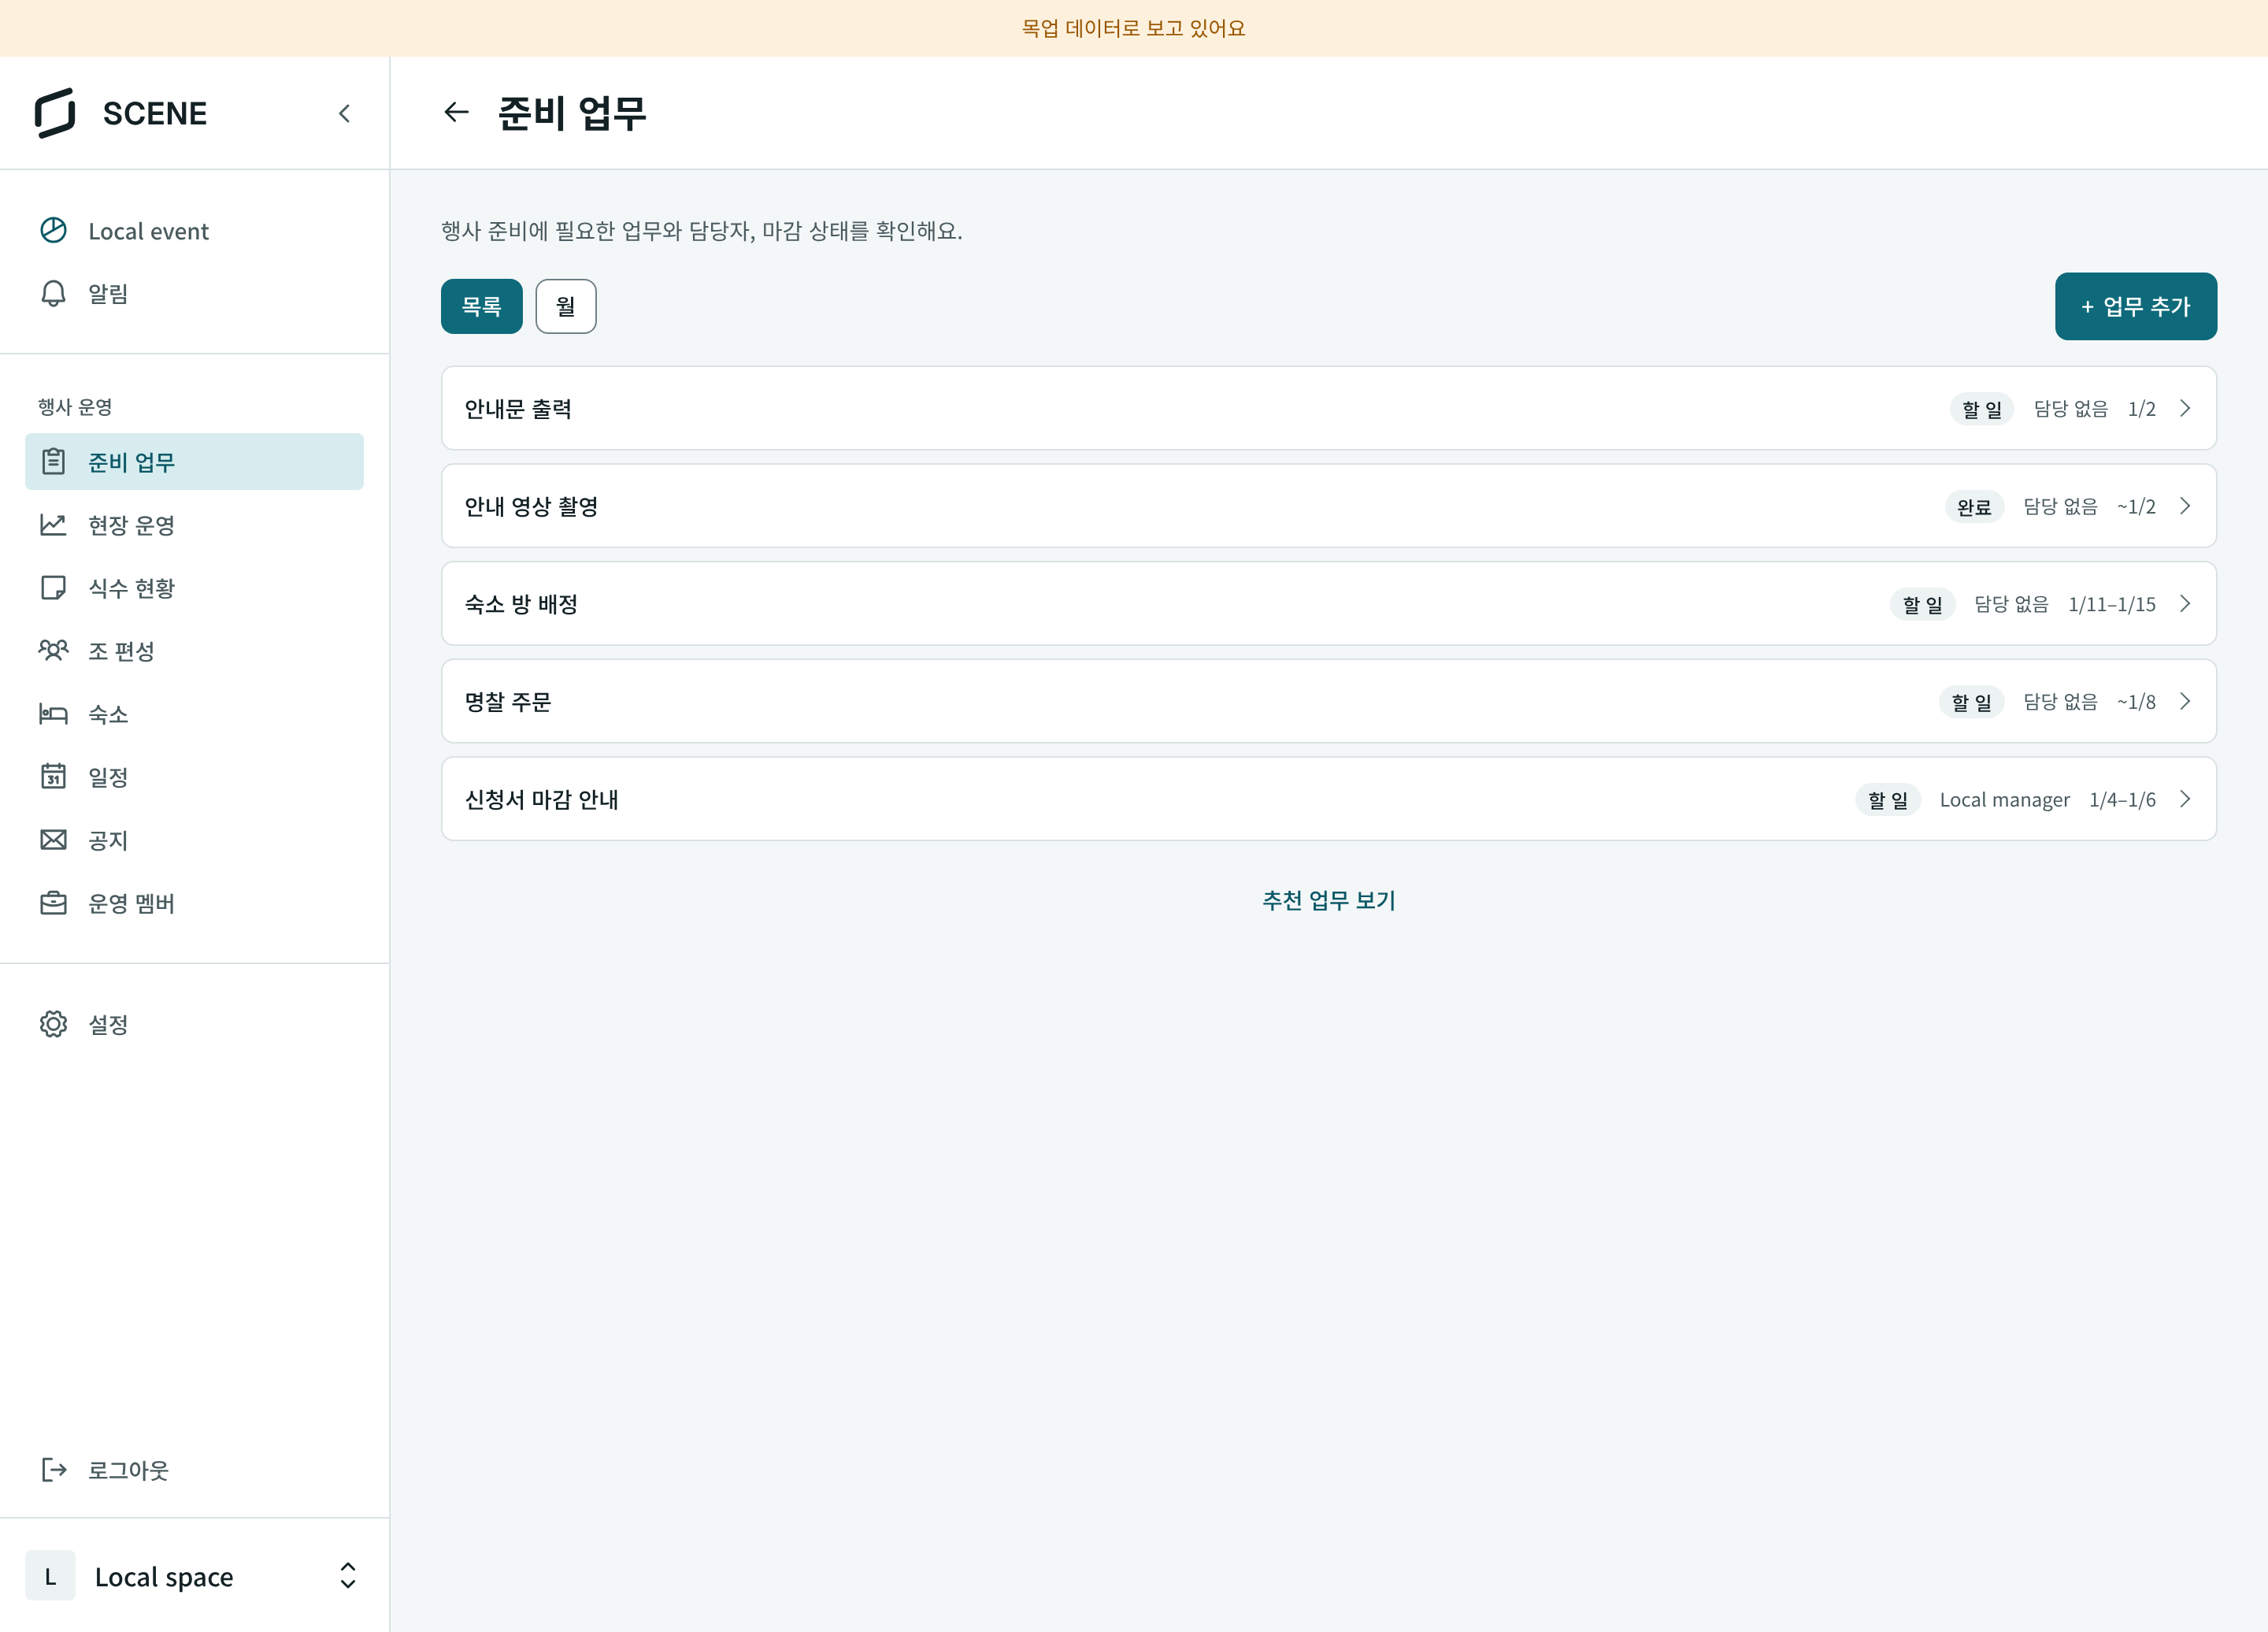 목업 데이터로 보고 있어요
SCENE
준비 업무
Local event
알림
행사 운영
준비 업무
현장 운영
식수 현황
조 편성
숙소
31
일정
공지
운영 멤버
설정
로그아웃
L
Local space
행사 준비에 필요한 업무와 담당자, 마감 상태를 확인해요.
목록
월
+ 업무 추가
안내문 출력 할 일 담당 없음 1/2
안내 영상 촬영 완료 담당 없음 ~1/2
숙소 방 배정 할 일 담당 없음 1/11–1/15
명찰 주문 할 일 담당 없음 ~1/8
신청서 마감 안내 할 일 Local manager 1/4–1/6
추천 업무 보기